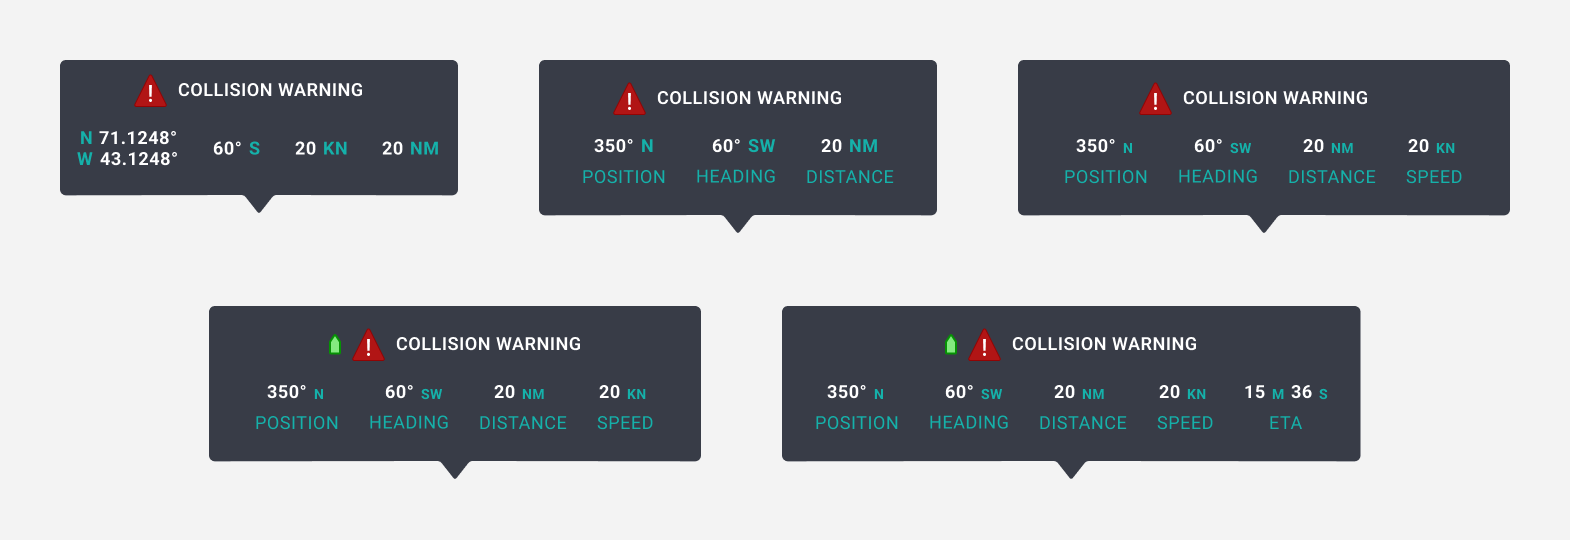 COLLISION WARNING
N 71.1248°
W 43.1248°
60° S 20 KN 20 NM
COLLISION WARNING
350° N 60° SW 20 NM
POSITION HEADING DISTANCE
COLLISION WARNING
350° N 60° SW 20 NM 20 KN
POSITION HEADING DISTANCE SPEED
COLLISION WARNING
350° N 60° SW 20 NM 20 KN
POSITION HEADING DISTANCE SPEED
COLLISION WARNING
350° N 60° SW 20 NM 20 KN 15 M 36 S
POSITION HEADING DISTANCE SPEED ETA